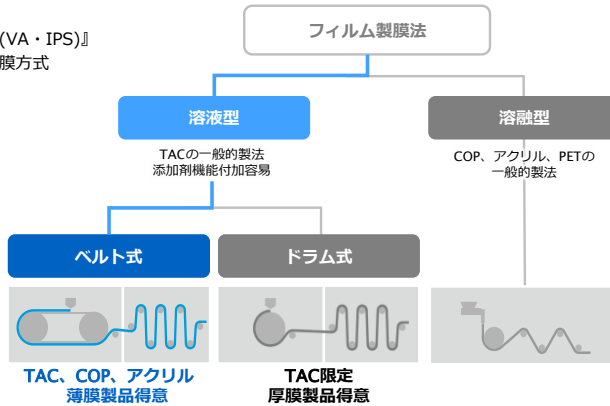 (VA・IPS)』
膜方式
フィルム製膜法
溶液型
溶融型
TACの一般的製法
添加剤機能付加容易
COP、アクリル、PETの
一般的製法
ベルト式
ドラム式
TAC、COP、アクリル
薄膜製品得意
TAC限定
厚膜製品得意